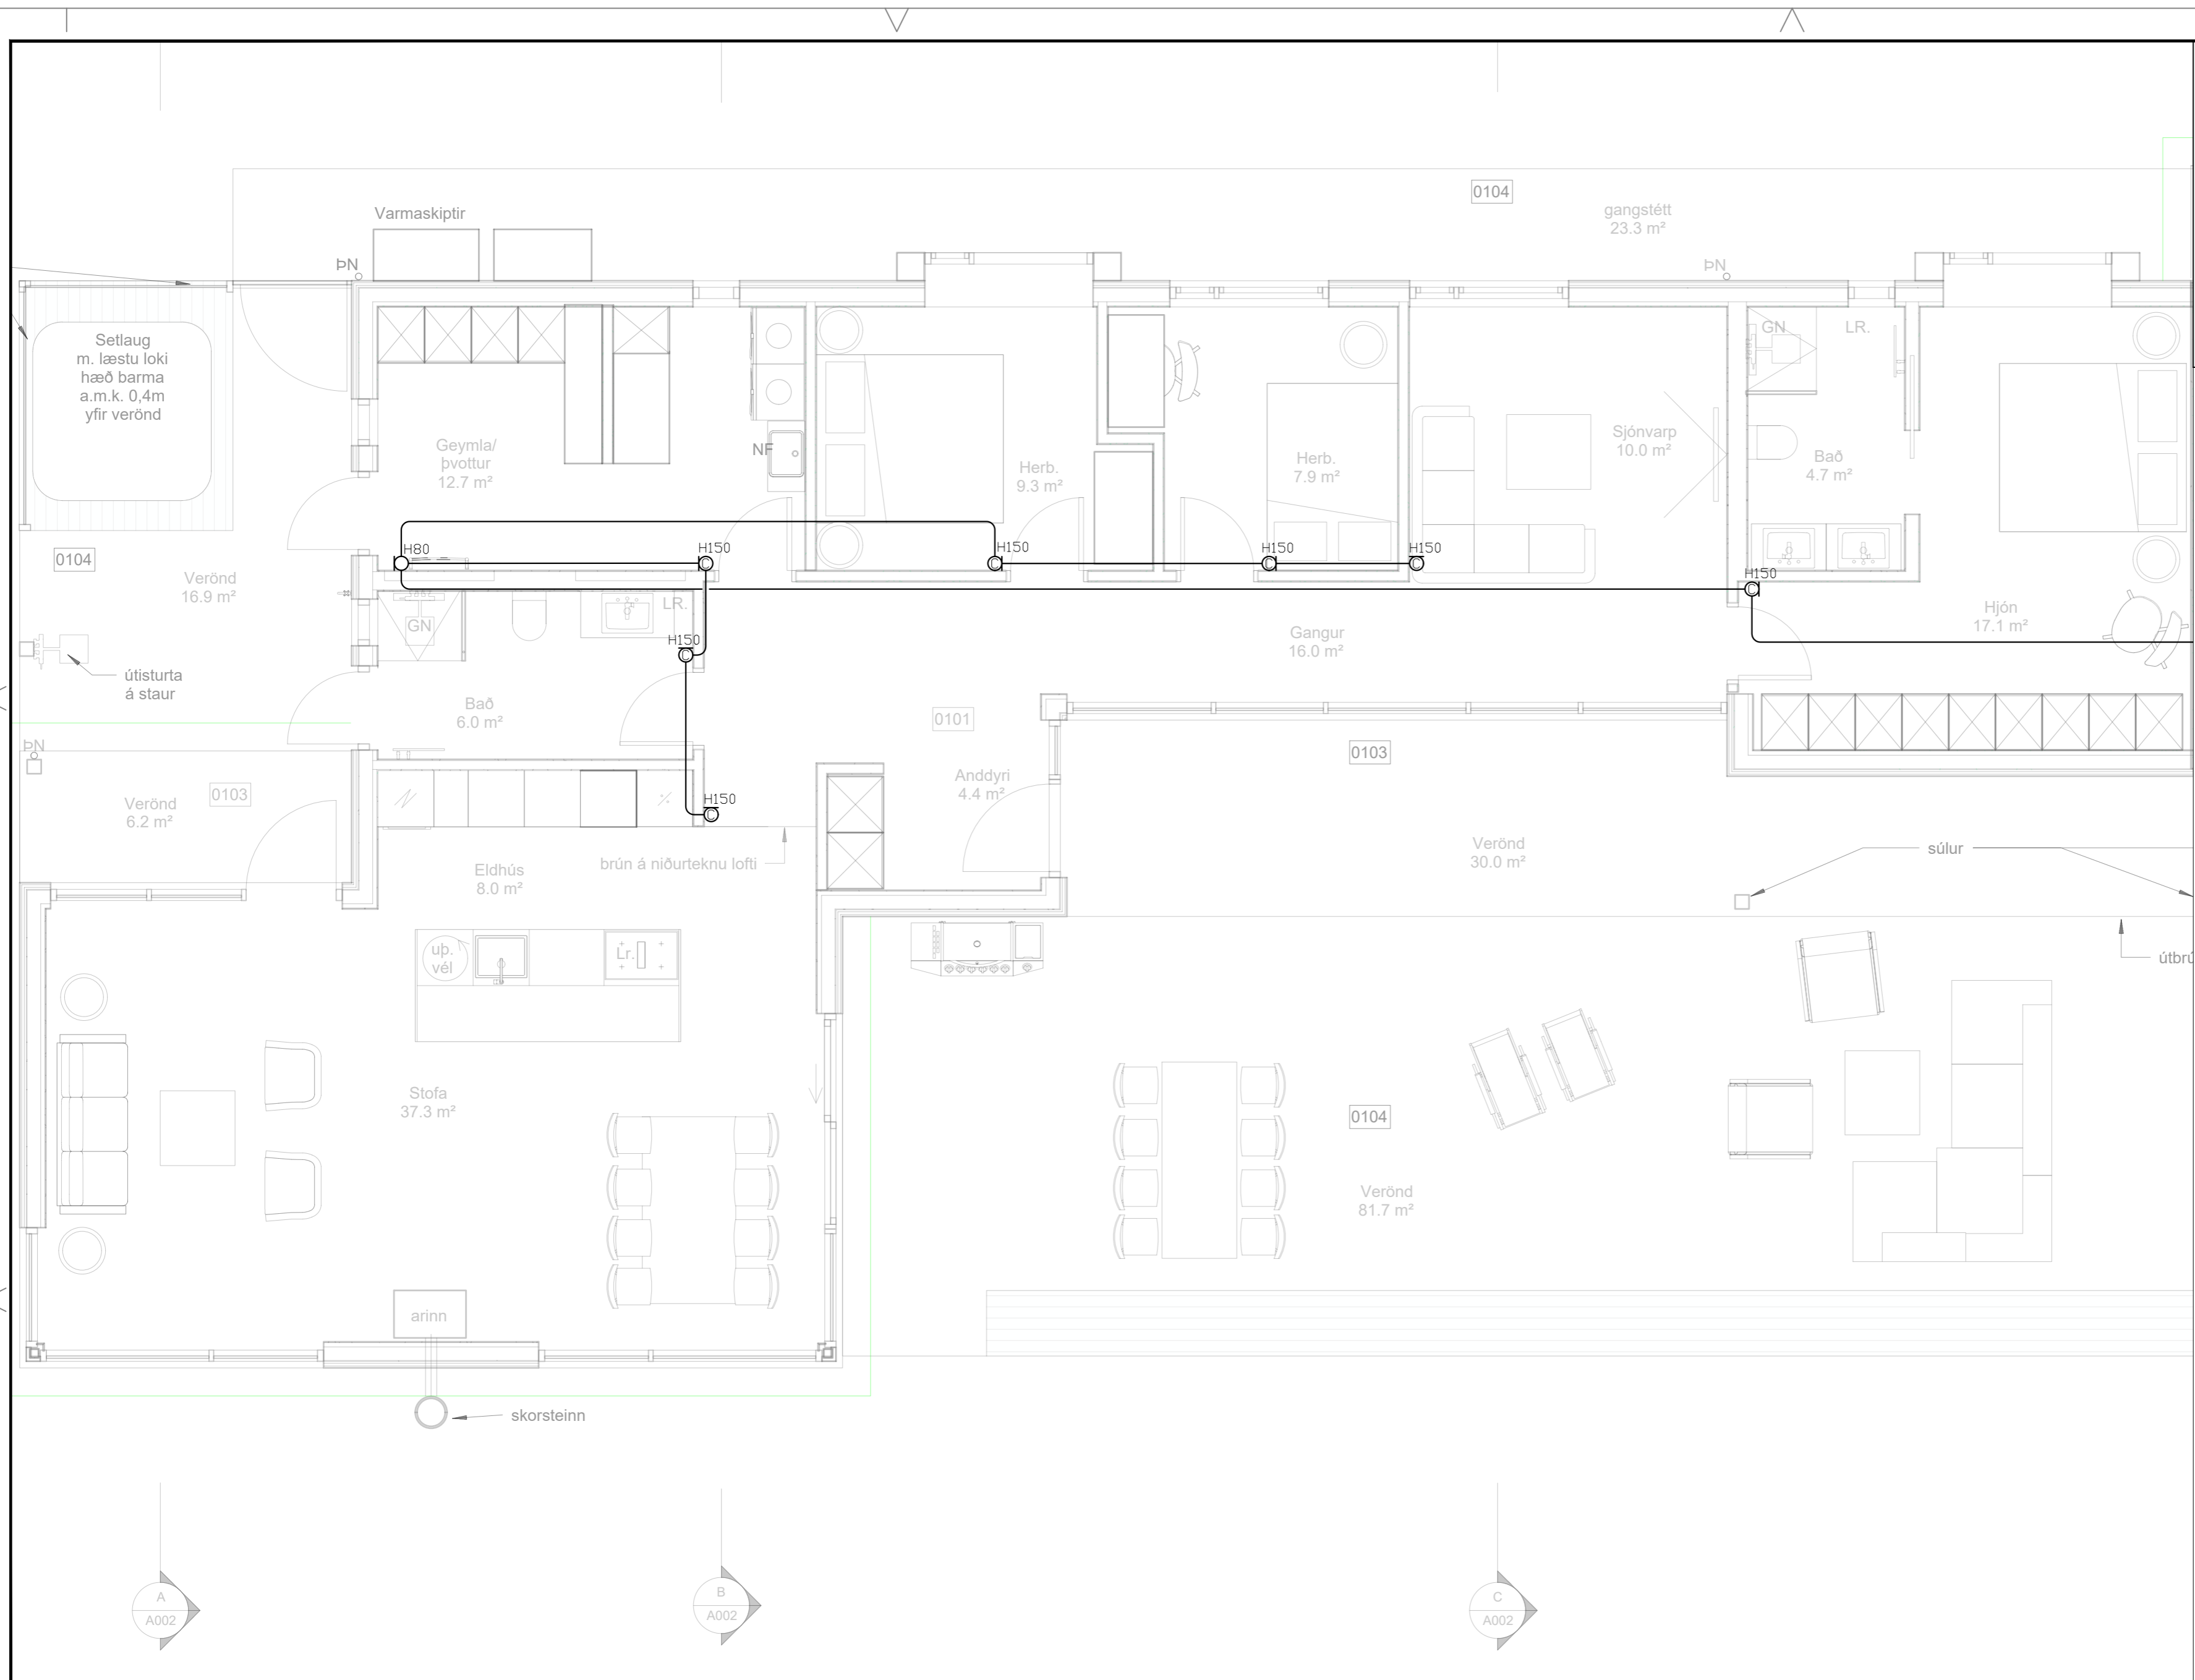 0104
gangstétt
23.3 m²
Varmaskiptir
ÞN
ÞN
Setlaug
m. læstu loki
hæð barma
a.m.k. 0,4m
yfir verönd
GN
LR.
Geymla/
þvottur
12.7 m²
NF
Herb.
9.3 m²
Herb.
7.9 m²
Sjónvarp
10.0 m²
Bað
4.7 m²
H80
H150
H150
H150
H150
H150
0104
Verönd
16.9 m²
GN
LR.
H150
Gangur
16.0 m²
Hjón
17.1 m²
útisturta
á staur
Bað
6.0 m²
0101
0103
ÞN
Verönd
6.2 m²
0103
Anddyri
4.4 m²
H150
Eldhús
8.0 m²
brún á niðurteknu lofti
Verönd
30.0 m²
súlur
uþ.
vél
Lr.
útbrú
Stofa
37.3 m²
0104
Verönd
81.7 m²
arinn
skorsteinn
A
A002
B
A002
C
A002